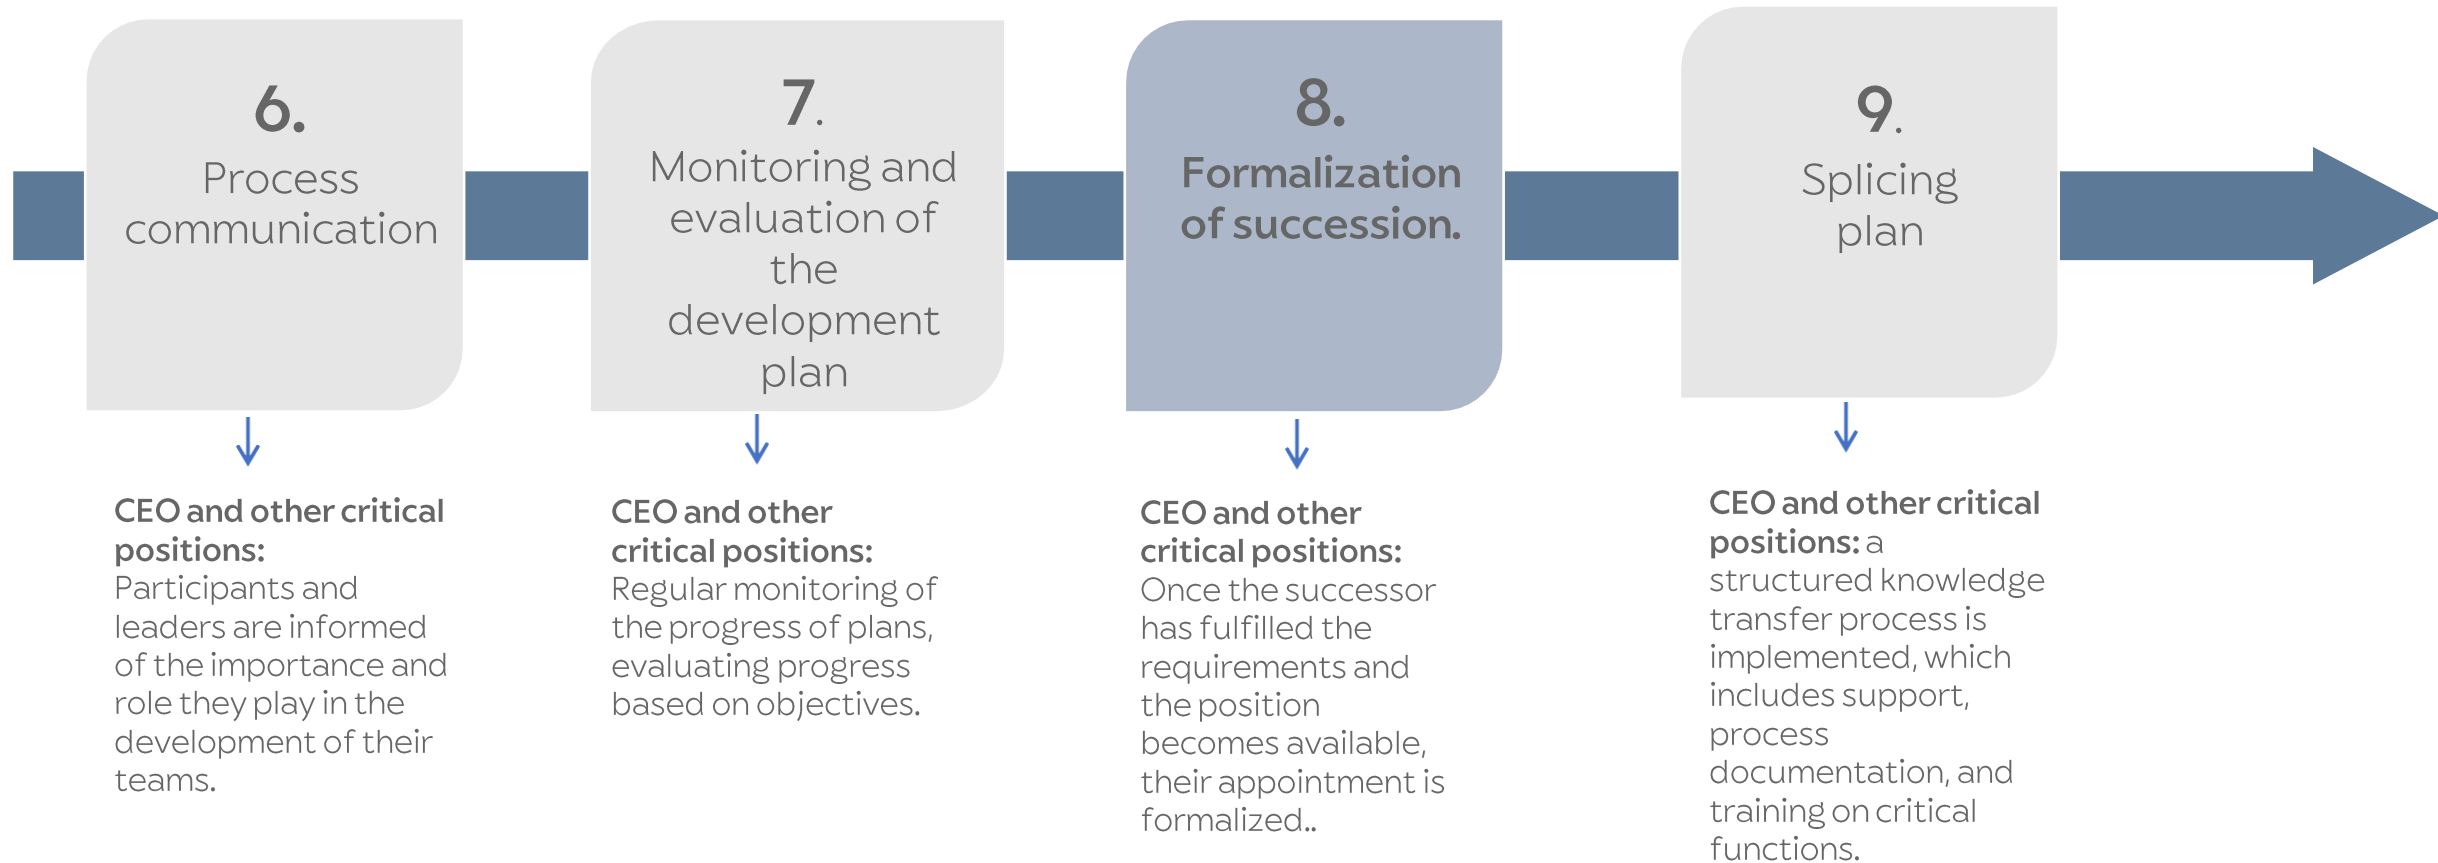 6.
Process
communication
CEO and other critical
positions:
Participants and
leaders are informed
of the importance and
role they play in the
development of their
teams.
7.
Monitoring and
evaluation of
the
development
plan
CEO and other
critical positions:
Regular monitoring of
the progress of plans,
evaluating progress
based on objectives.
8.
Formalization
of succession.
CEO and other
critical positions:
Once the successor
has fulfilled the
requirements and
the position
becomes available,
their appointment is
formalized..
9.
Splicing
plan
CEO and other critical
positions: a
structured knowledge
transfer process is
implemented, which
includes support,
process
documentation, and
training on critical
functions.